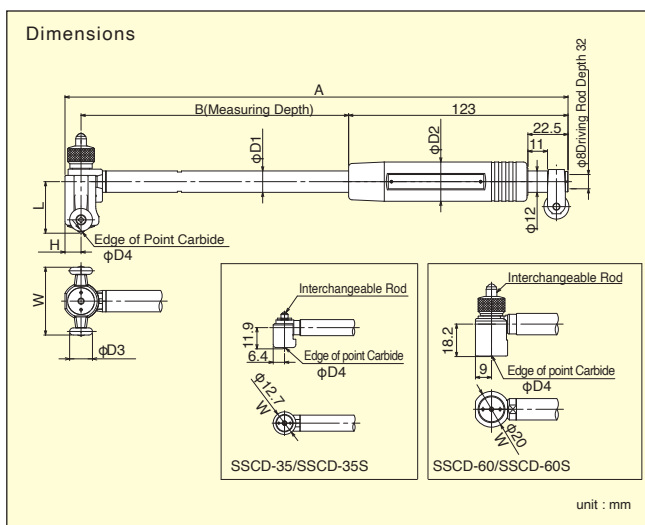 Dimensions
A
B(Measuring Depth)
123
22.5
11
φ8Driving Rod Depth 32
φD1
φD2
φ12
L
H
Edge of Point Carbide
φD4
W
φD3
Interchangeable Rod
11.9
6.4
Edge of point Carbide
φD4
φ12.7
W
SSCD-35/SSCD-35S
Interchangeable Rod
18.2
9
Edge of point Carbide
φD4
φ20
W
SSCD-60/SSCD-60S
unit : mm